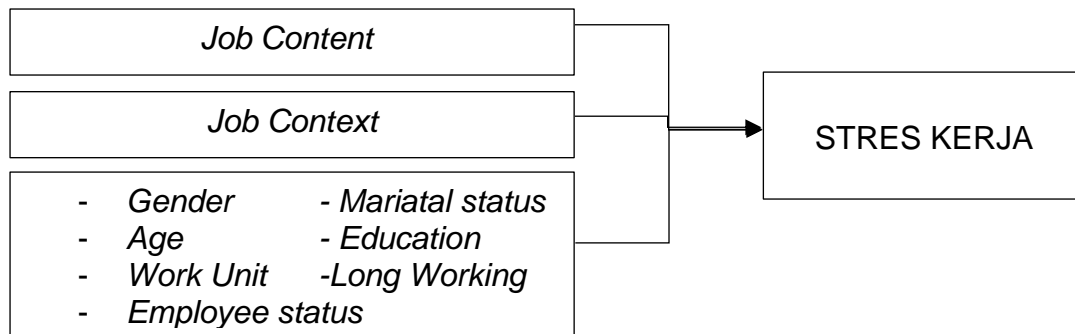 Job Content
Job Context
- Gender - Mariatal status
- Age - Education
- Work Unit -Long Working
- Employee status
STRES KERJA